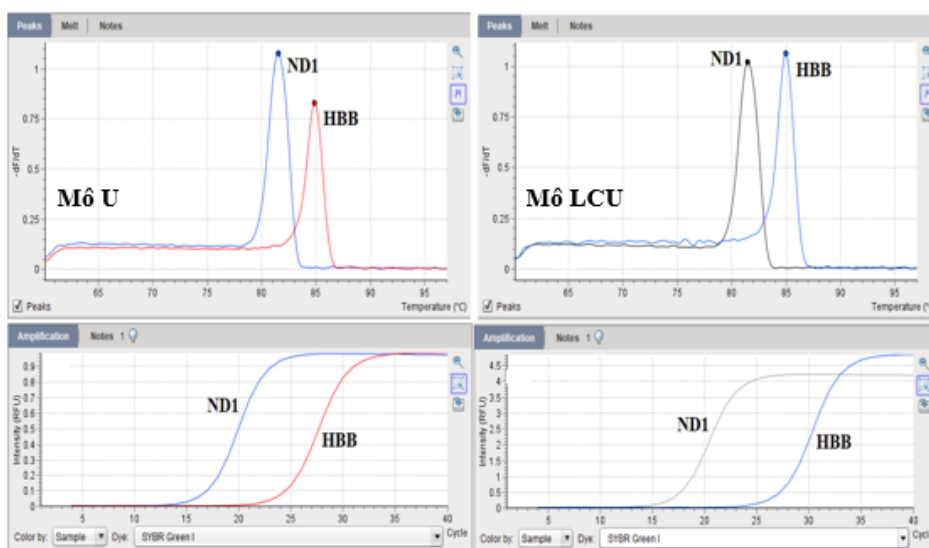 Peaks Melt Notes
-dF/dT
1
0.75
0.5
0.25
0
ND1
HBB
Mô U
65 70 75 80 85 90 95
Peaks
Temperature (°C)
Peaks Melt Notes
-dF/dT
1
0.75
0.5
0.25
0
ND1
HBB
Mô LCU
65 70 75 80 85 90 95
Peaks
Temperature (°C)
Amplification Notes 1
Intensity (RFU)
0.9
0.8
0.7
0.6
0.5
0.4
0.3
0.2
0.1
0
ND1
HBB
5 10 15 20 25 30 35 40
Color by: Sample Dye: SYBR Green I Cycle
Amplification Notes 1
Intensity (RFU)
4.5
4
3.5
3
2.5
2
1.5
1
0.5
0
ND1
HBB
5 10 15 20 25 30 35 40
Color by: Sample Dye: SYBR Green I Cycle